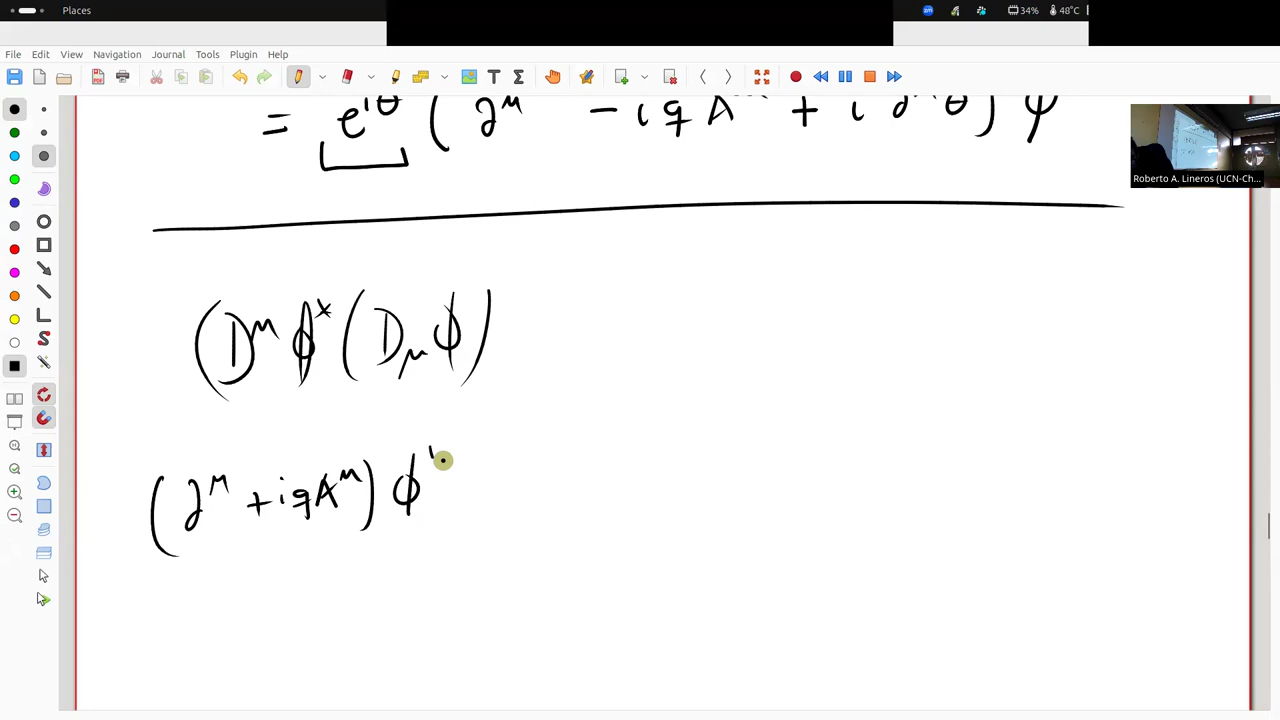 Places
34% 48°C
File Edit View Navigation Journal Tools Plugin Help
= e^{iθ} (∂^μ - iqA^μ + i ∂^μ θ) φ
Roberto A. Lineros (UCN-Ch...
(D^μ φ^* (D_μ φ)
(∂^μ + iqA^μ) φ^'